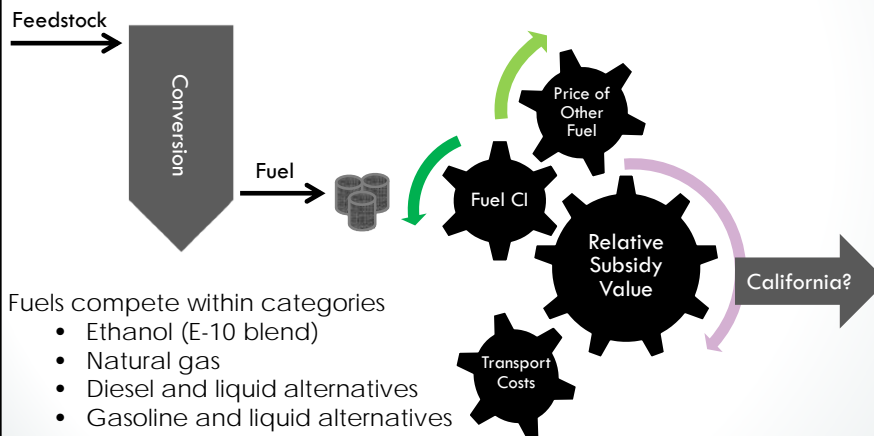 Feedstock
Conversion
Fuel
Price of
Other
Fuel
Fuel CI
Relative
Subsidy
Value
California?
Transport
Costs
Fuels compete within categories
• Ethanol (E-10 blend)
• Natural gas
• Diesel and liquid alternatives
• Gasoline and liquid alternatives